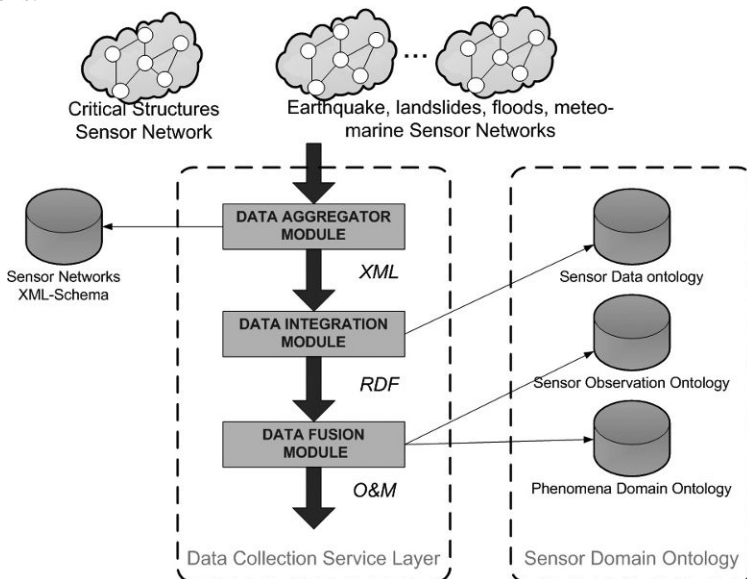 ...
Critical Structures
Sensor Network
Earthquake, landslides, floods, meteo-
marine Sensor Networks
DATA AGGREGATOR
MODULE
Sensor Networks
XML-Schema
XML
Sensor Data ontology
DATA INTEGRATION
MODULE
RDF
Sensor Observation Ontology
DATA FUSION
MODULE
O&M
Phenomena Domain Ontology
Data Collection Service Layer
Sensor Domain Ontology